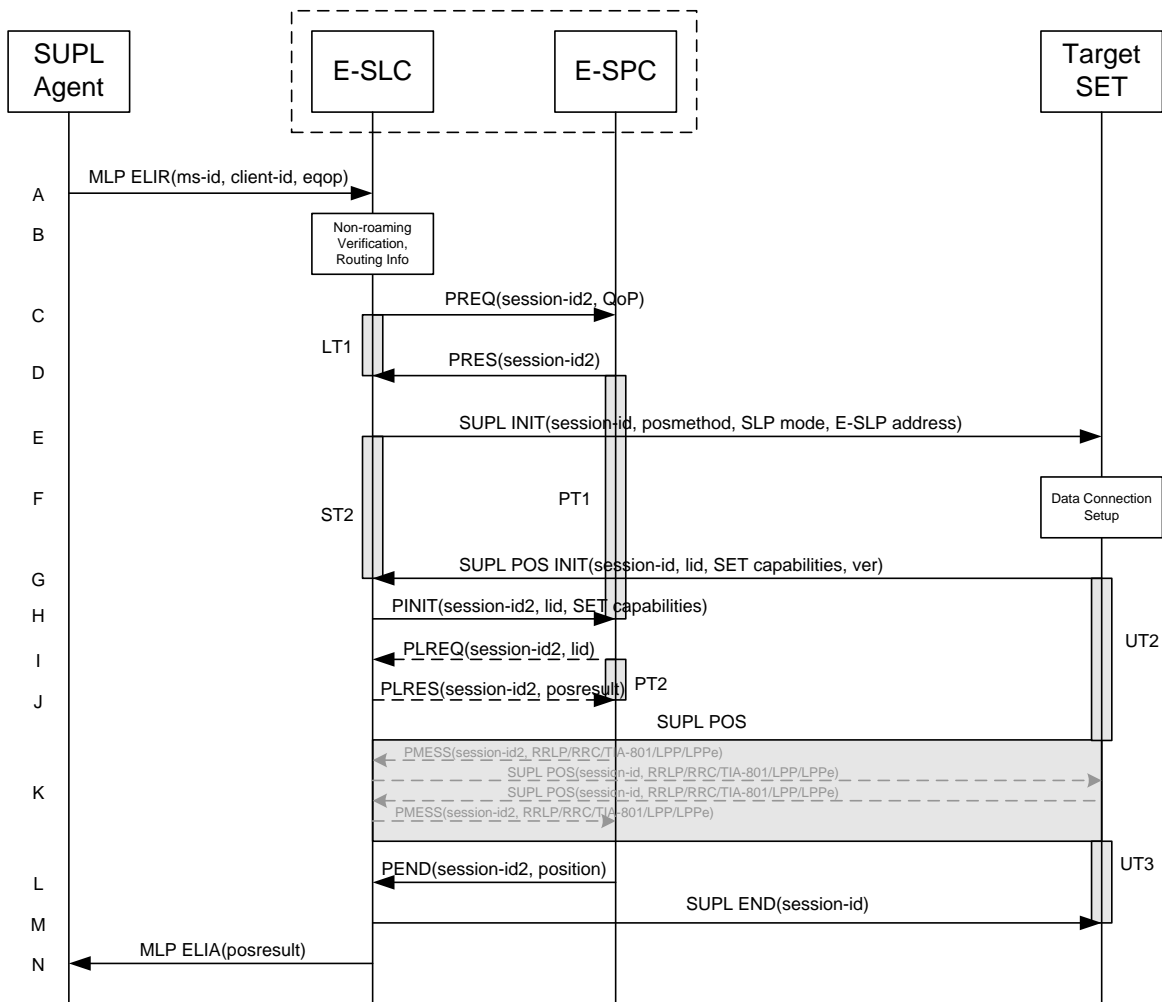 SUPL
Agent
E-SLC
E-SPC
Target
SET
A
MLP ELIR(ms-id, client-id, eqop)
B
Non-roaming
Verification,
Routing Info
C
PREQ(session-id2, QoP)
LT1
D
PRES(session-id2)
E
SUPL INIT(session-id, posmethod, SLP mode, E-SLP address)
F
ST2
PT1
Data Connection
Setup
G
SUPL POS INIT(session-id, lid, SET capabilities, ver)
H
PINIT(session-id2, lid, SET capabilities)
I
PLREQ(session-id2, lid)
UT2
J
PLRES(session-id2, posresult)
PT2
SUPL POS
PMESS(session-id2, RRLP/RRC/TIA-801/LPP/LPPe)
SUPL POS(session-id, RRLP/RRC/TIA-801/LPP/LPPe)
K
SUPL POS(session-id, RRLP/RRC/TIA-801/LPP/LPPe)
PMESS(session-id2, RRLP/RRC/TIA-801/LPP/LPPe)
L
PEND(session-id2, position)
UT3
M
SUPL END(session-id)
N
MLP ELIA(posresult)